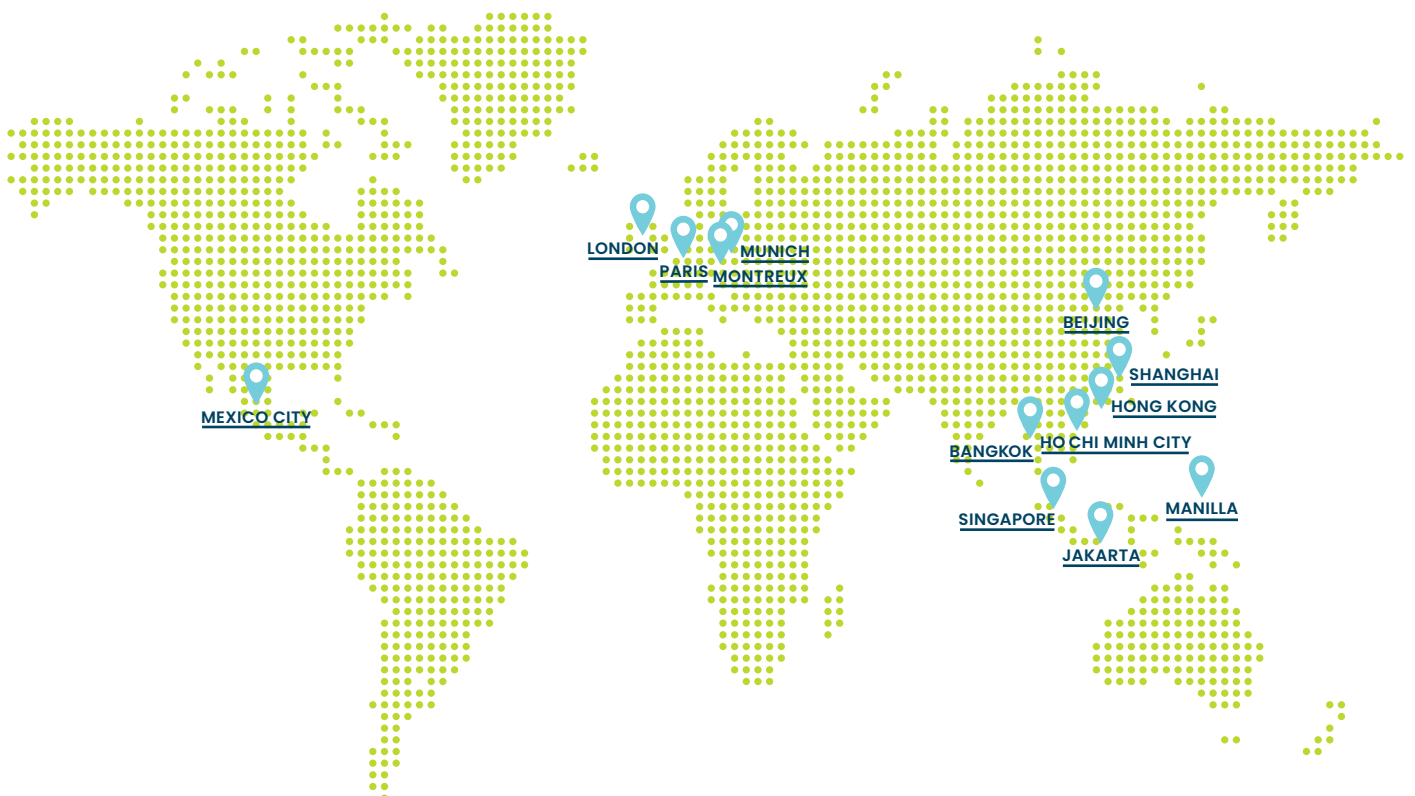 LONDON
MUNICH
PARIS
MONTREUX
BEIJING
SHANGHAI
MEXICO CITY
HONG KONG
HO CHI MINH CITY
BANGKOK
MANILLA
SINGAPORE
JAKARTA